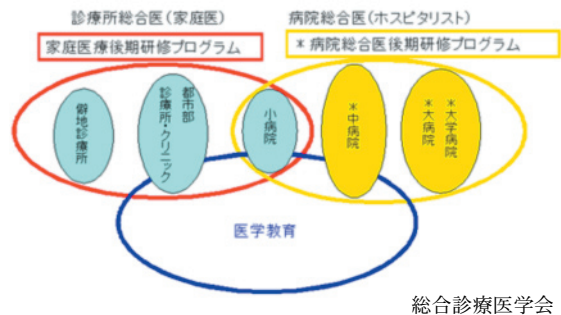 診療所総合医(家庭医)
病院総合医(ホスピタリスト)
家庭医療後期研修プログラム
*病院総合医後期研修プログラム
僻地診療所
都市部
診療所・クリニック
小病院
*中病院
*大学病院
*大病院
医学教育
総合診療医学会